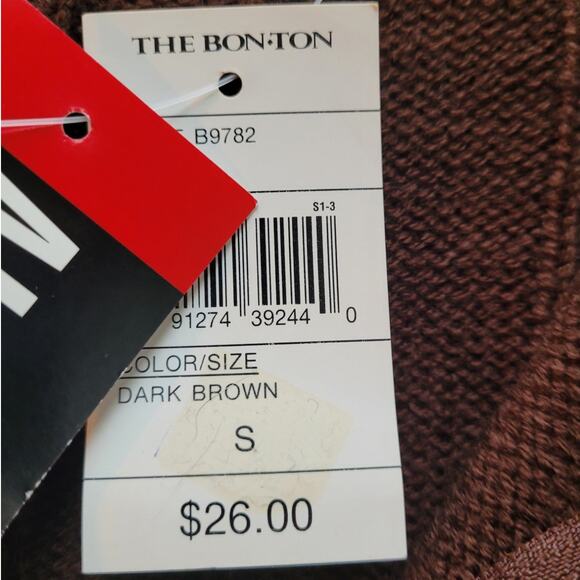 THE BON•TON
B9782
S1-3
91274 39244 0
COLOR/SIZE
DARK BROWN
S
$26.00